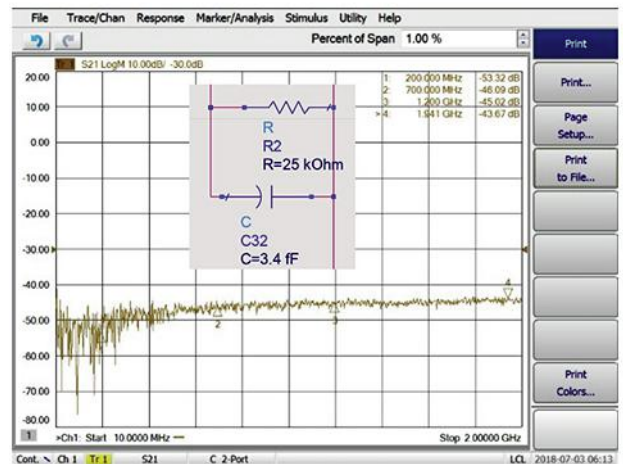 File Trace/Chan Response Marker/Analysis Stimulus Utility Help
Percent of Span 1.00 %
Tr 1 S21 LogM 10.00dB/ -30.0dB
20.00
10.00
0.00
-10.00
-20.00
-30.00
-40.00
-50.00
-60.00
-70.00
-80.00
1: 200.000 MHz -53.32 dB
2: 700.000 MHz -46.09 dB
3: 1.200 GHz -45.02 dB
> 4: 1.941 GHz -43.67 dB
R
R2
R=25 kOhm
C
C32
C=3.4 fF
2
3
4
1 >Ch1: Start 10.0000 MHz Stop 2.00000 GHz
Cont. Ch 1 Tr 1 S21 C 2-Port LCL 2018-07-03 06:13
Print
Print...
Page
Setup...
Print
to File...
Print
Colors...